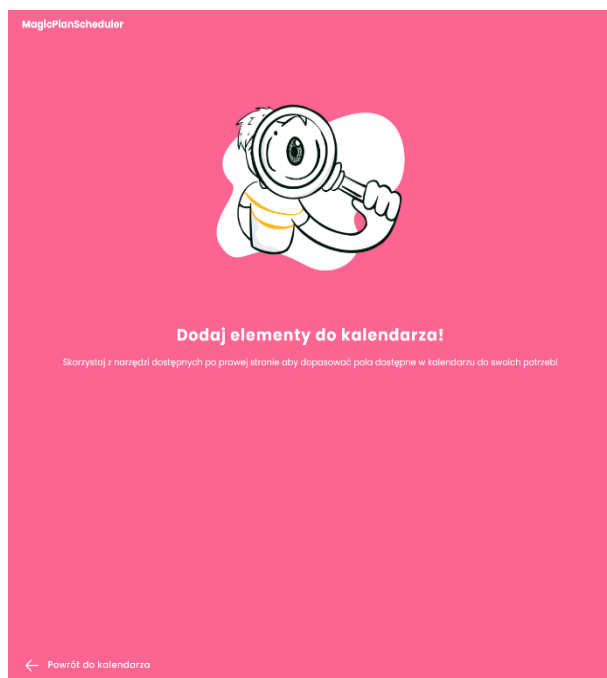 MagicPlanScheduler
Dodaj elementy do kalendarza!
Skorzystaj z narzędzi dostępnych po prawej stronie aby dopasować pola dostępne w kalendarzu do swoich potrzeb!
Powrót do kalendarza